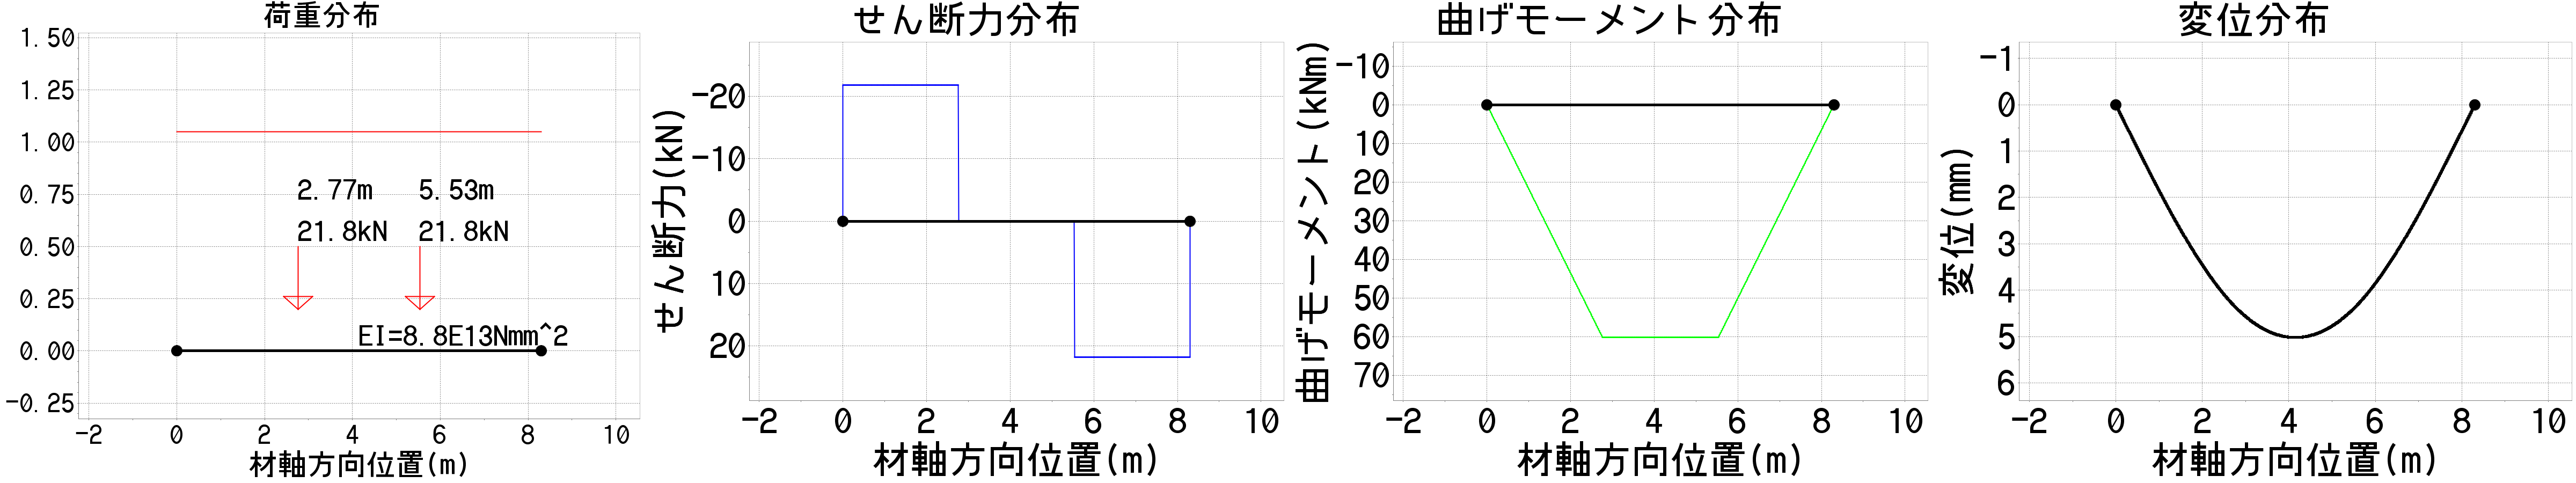 荷重分布
1.50
1.25
1.00
0.75
0.50
0.25
0.00
-0.25
2.77m 5.53m
21.8kN 21.8kN
EI=8.8E13Nmm^2
-2 0 2 4 6 8 10
材軸方向位置(m)
せん断力分布
せん断力(kN)
-20
-10
0
10
20
-2 0 2 4 6 8 10
材軸方向位置(m)
曲げモーメント分布
曲げモーメント(kNm)
-10
0
10
20
30
40
50
60
70
-2 0 2 4 6 8 10
材軸方向位置(m)
変位分布
変位(mm)
-1
0
1
2
3
4
5
6
-2 0 2 4 6 8 10
材軸方向位置(m)